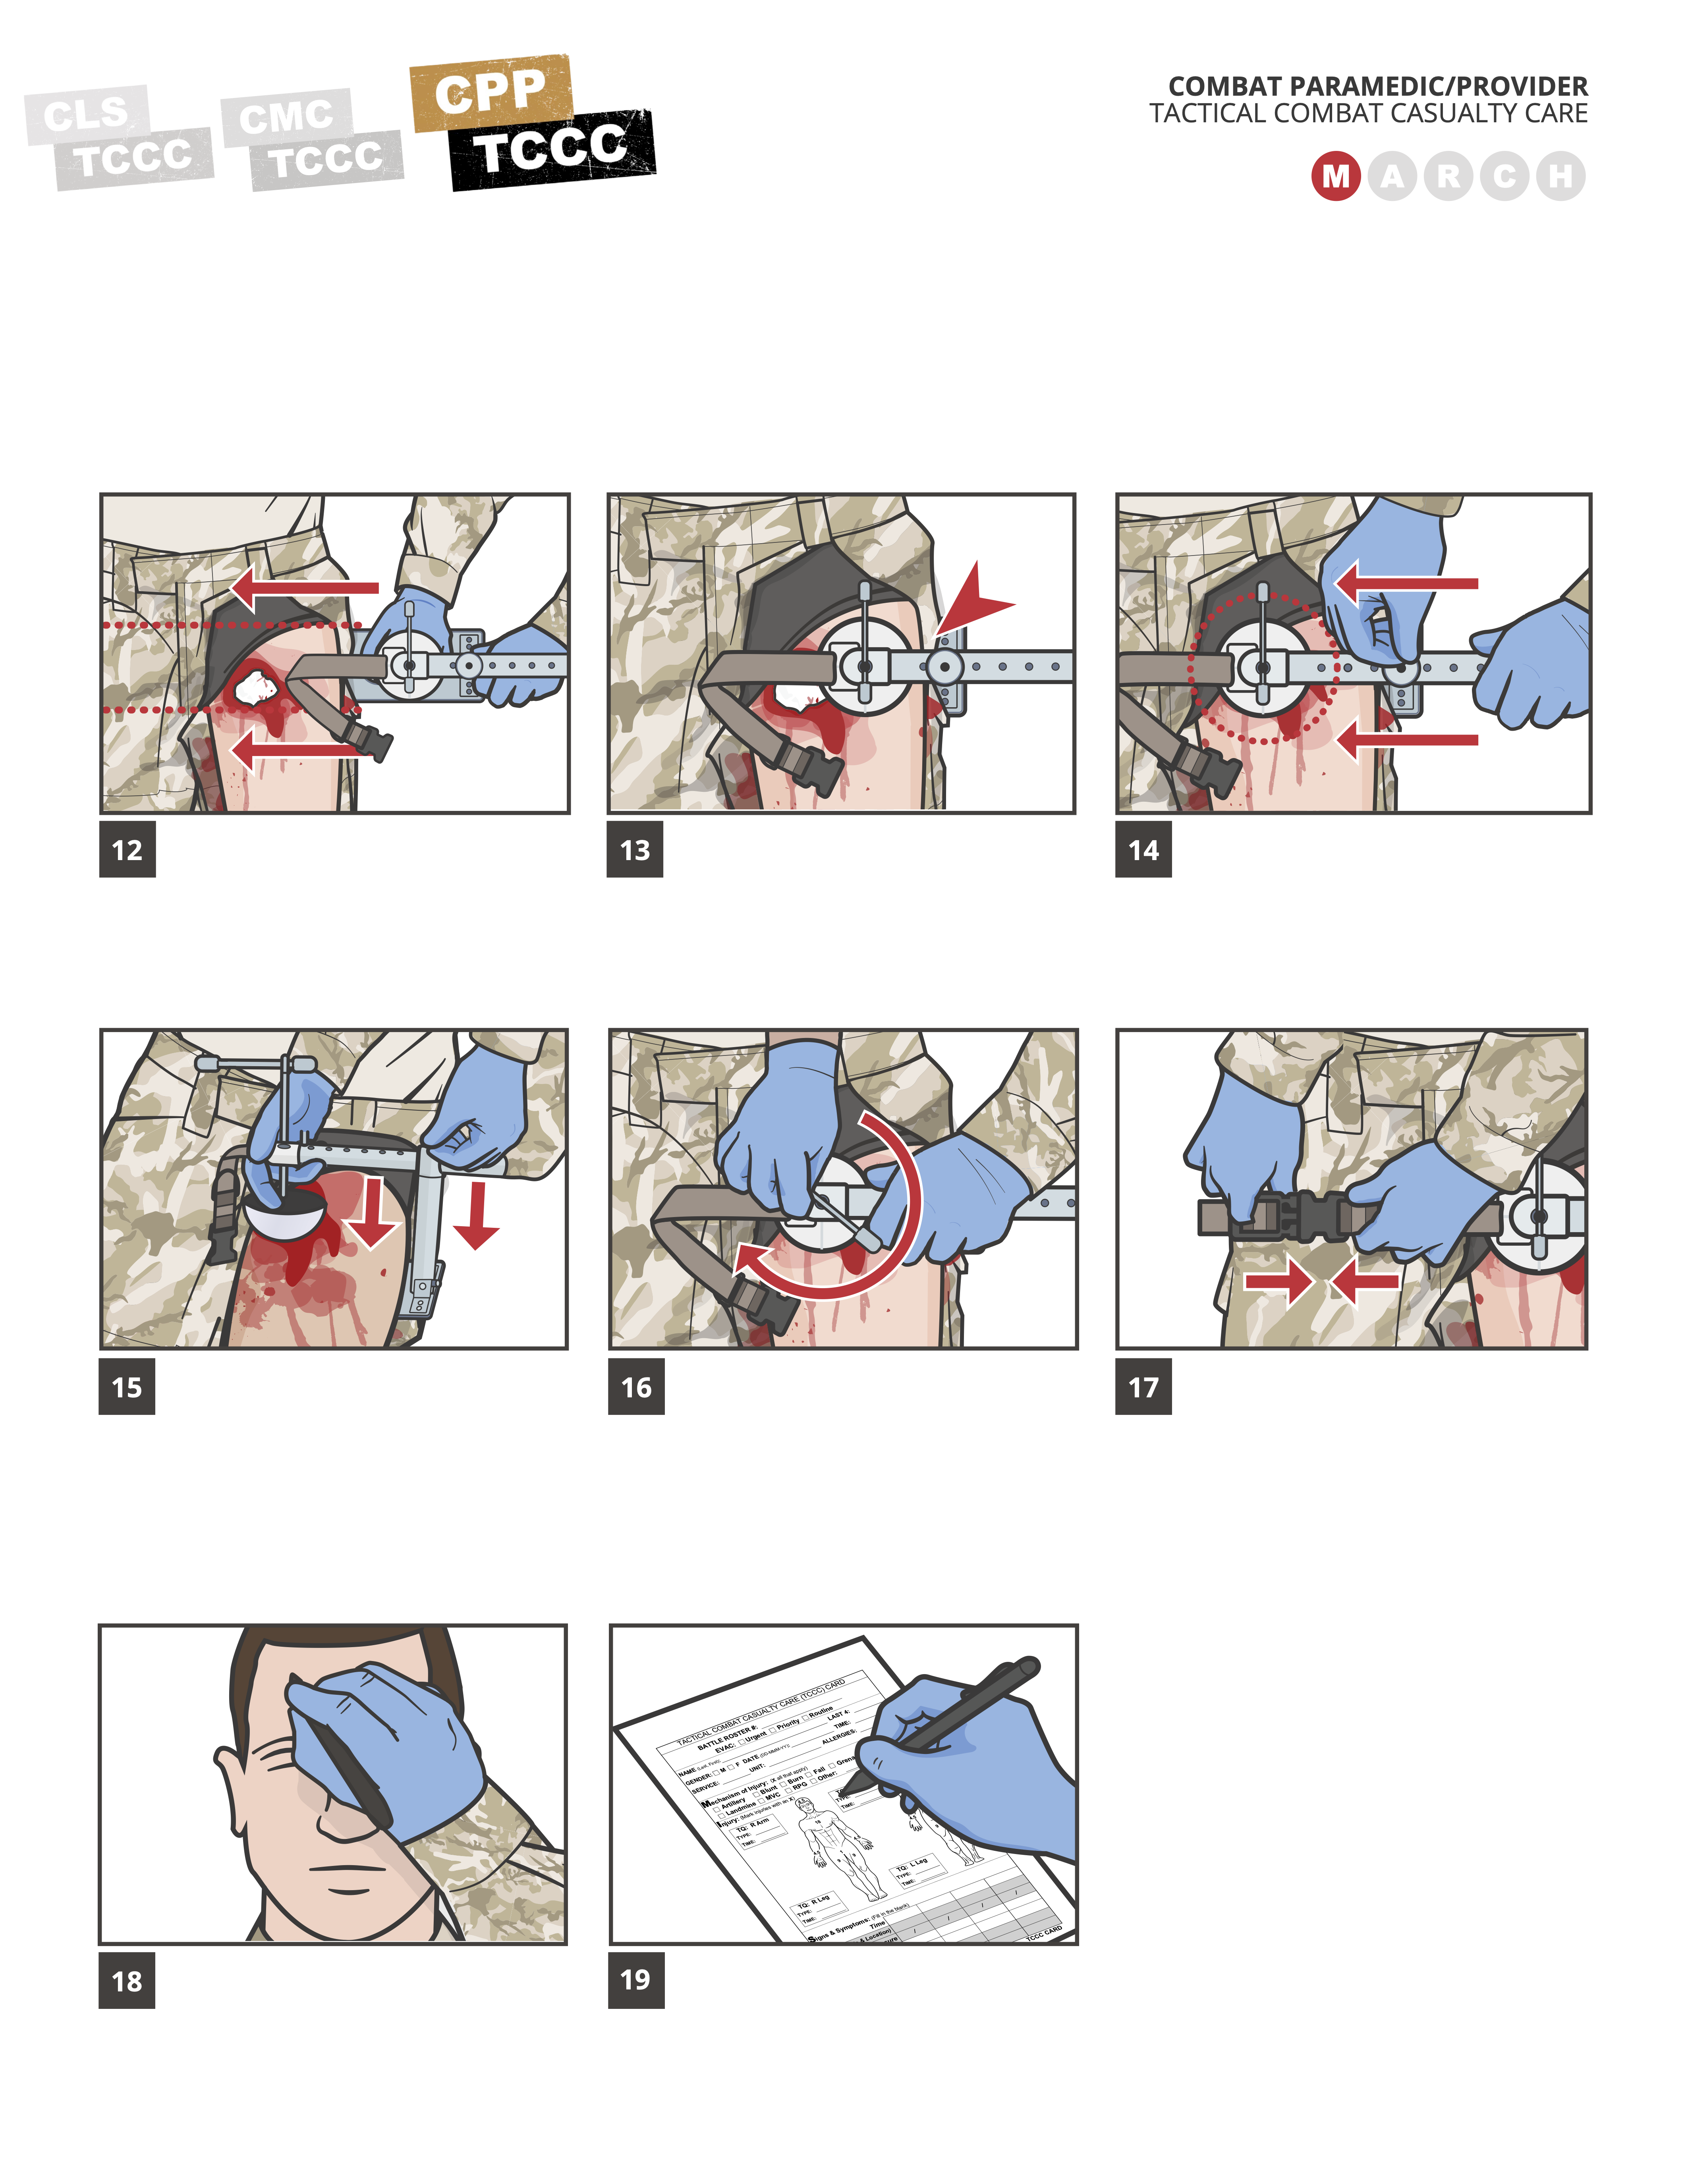 CLS
TCCC
CMC
TCCC
CPP
TCCC
COMBAT PARAMEDIC/PROVIDER
TACTICAL COMBAT CASUALTY CARE
M A R C H
12
13
14
15
16
17
18
19
TACTICAL COMBAT CASUALTY CARE (TCCC) CARD
BATTLE ROSTER #:
EVAC: Urgent Priority Routine
NAME (Last, First): LAST 4:
GENDER: M F DATE (DD-MMM-YY): TIME:
SERVICE: UNIT: ALLERGIES:
Mechanism of Injury: (X all that apply)
Artillery Blunt Burn Fall
Landmine MVC RPG Other:
Injury: (Mark injuries with an X)
TQ: R Arm
TYPE:
TIME:
TYPE:
TIME:
TQ: R Leg
TYPE:
TIME:
TQ: L Leg
TYPE:
TIME:
Signs & Symptoms: (Fill in the blank)
Time
& Location)
TCCC CARD